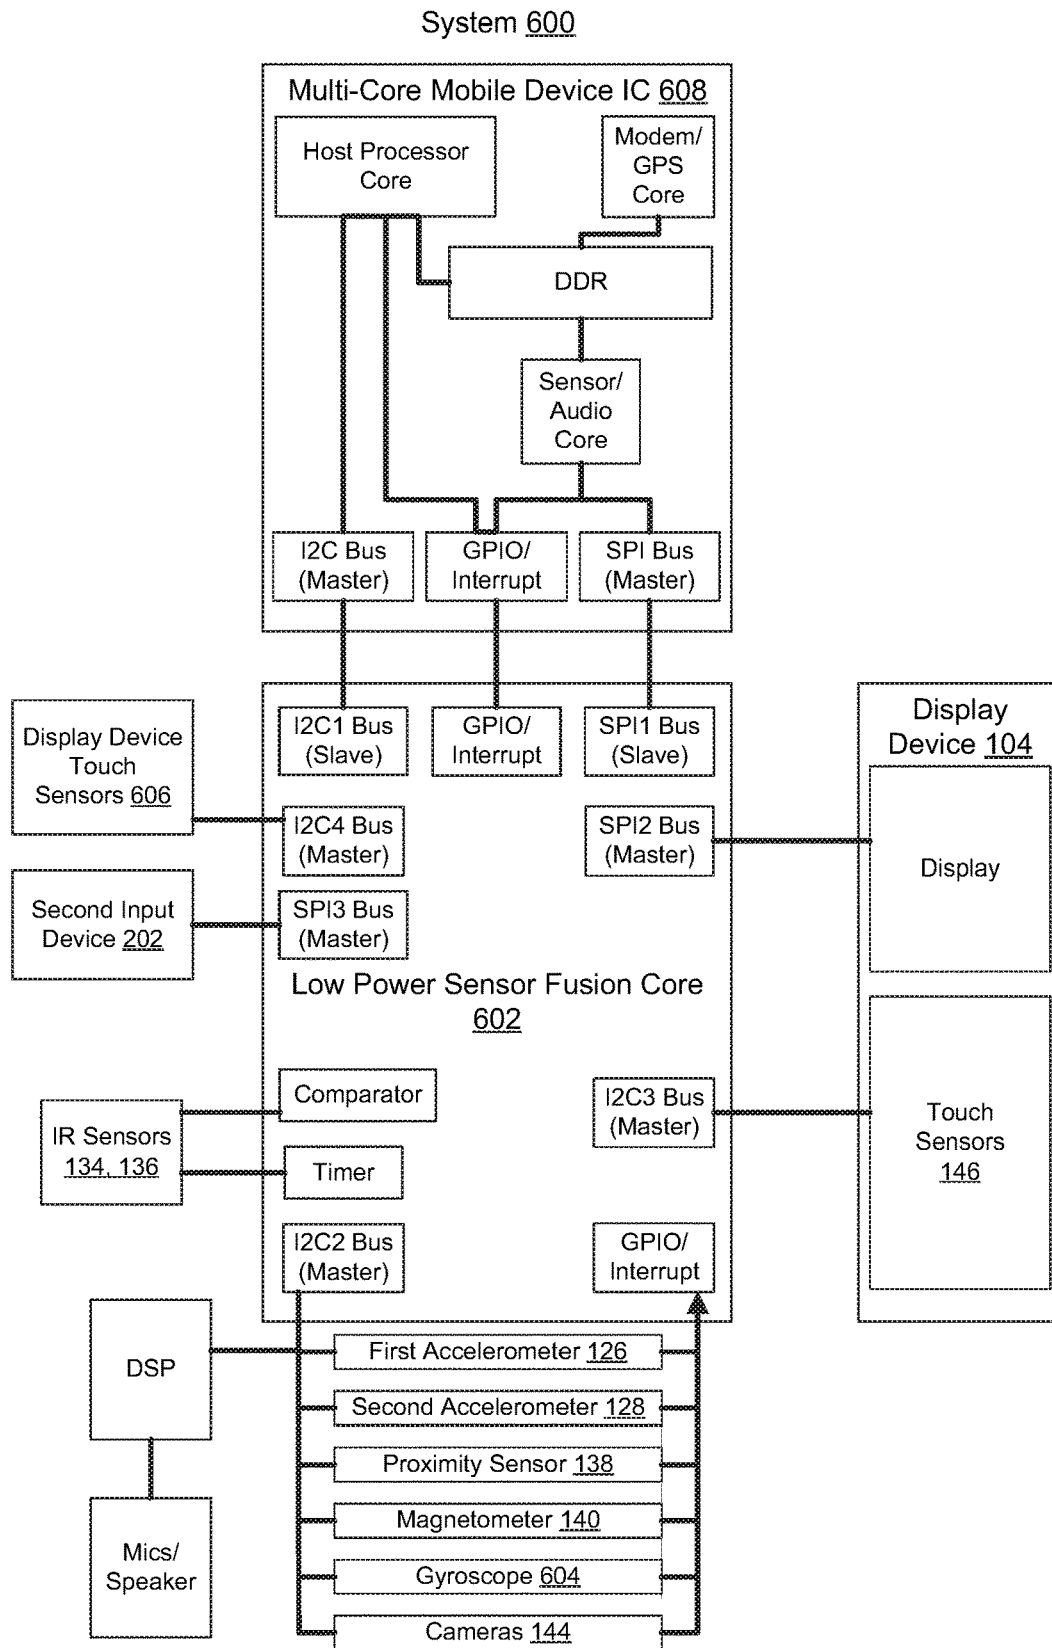 System 600
Multi-Core Mobile Device IC 608
Host Processor
Core
Modem/
GPS
Core
DDR
Sensor/
Audio
Core
I2C Bus
(Master)
GPIO/
Interrupt
SPI Bus
(Master)
I2C1 Bus
(Slave)
GPIO/
Interrupt
SPI1 Bus
(Slave)
Display Device
Touch
Sensors 606
I2C4 Bus
(Master)
SPI2 Bus
(Master)
Display
Device 104
Display
Second Input
Device 202
SPI3 Bus
(Master)
Low Power Sensor Fusion Core
602
IR Sensors
134, 136
Comparator
Timer
I2C3 Bus
(Master)
Touch
Sensors
146
I2C2 Bus
(Master)
GPIO/
Interrupt
DSP
Mics/
Speaker
First Accelerometer 126
Second Accelerometer 128
Proximity Sensor 138
Magnetometer 140
Gyroscope 604
Cameras 144